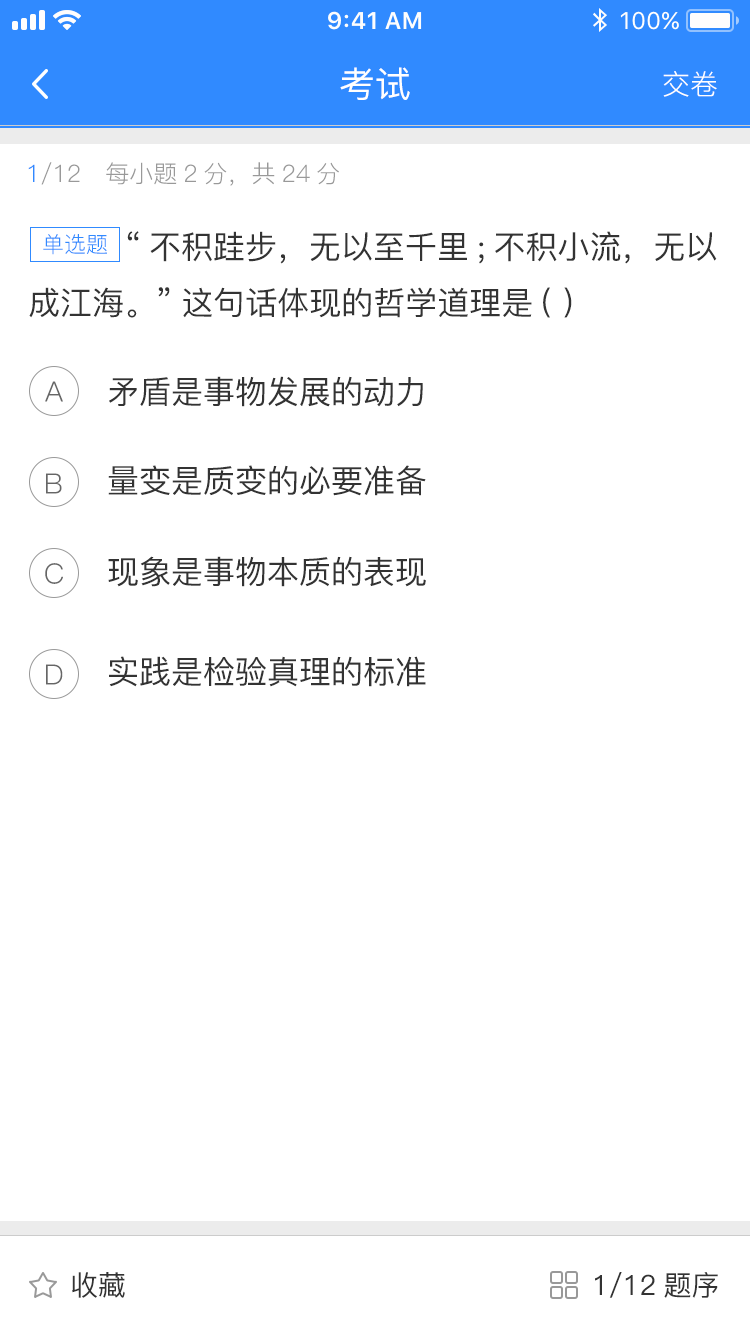 9:41 AM 100%
考试 交卷
1/12 每小题 2 分，共 24 分
单选题 “ 不积跬步，无以至千里 ; 不积小流，无以
成江海。” 这句话体现的哲学道理是 ( )
A 矛盾是事物发展的动力
B 量变是质变的必要准备
C 现象是事物本质的表现
D 实践是检验真理的标准
收藏 1/12 题序